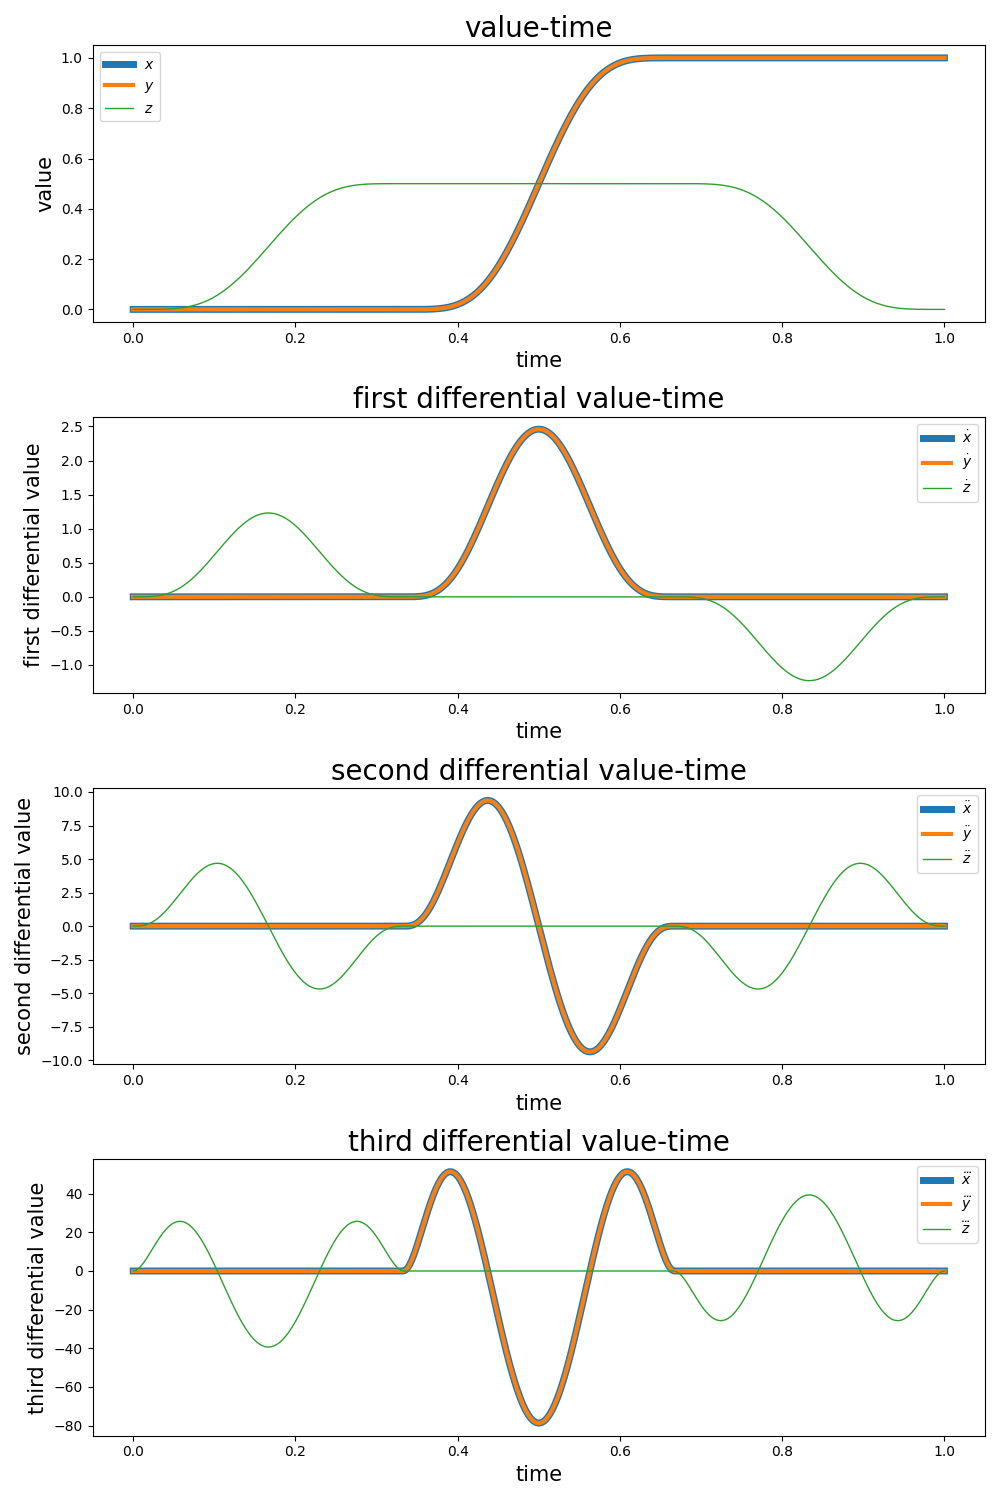 value-time
1.0
0.8
0.6
0.4
0.2
0.0
value
x
y
z
0.0 0.2 0.4 0.6 0.8 1.0
time
first differential value-time
2.5
2.0
1.5
1.0
0.5
0.0
−0.5
−1.0
first differential value
ẋ
ẏ
ż
0.0 0.2 0.4 0.6 0.8 1.0
time
second differential value-time
10.0
7.5
5.0
2.5
0.0
−2.5
−5.0
−7.5
−10.0
second differential value
ẍ
ÿ
z̈
0.0 0.2 0.4 0.6 0.8 1.0
time
third differential value-time
40
20
0
−20
−40
−60
−80
third differential value
x⃛
y⃛
z⃛
0.0 0.2 0.4 0.6 0.8 1.0
time